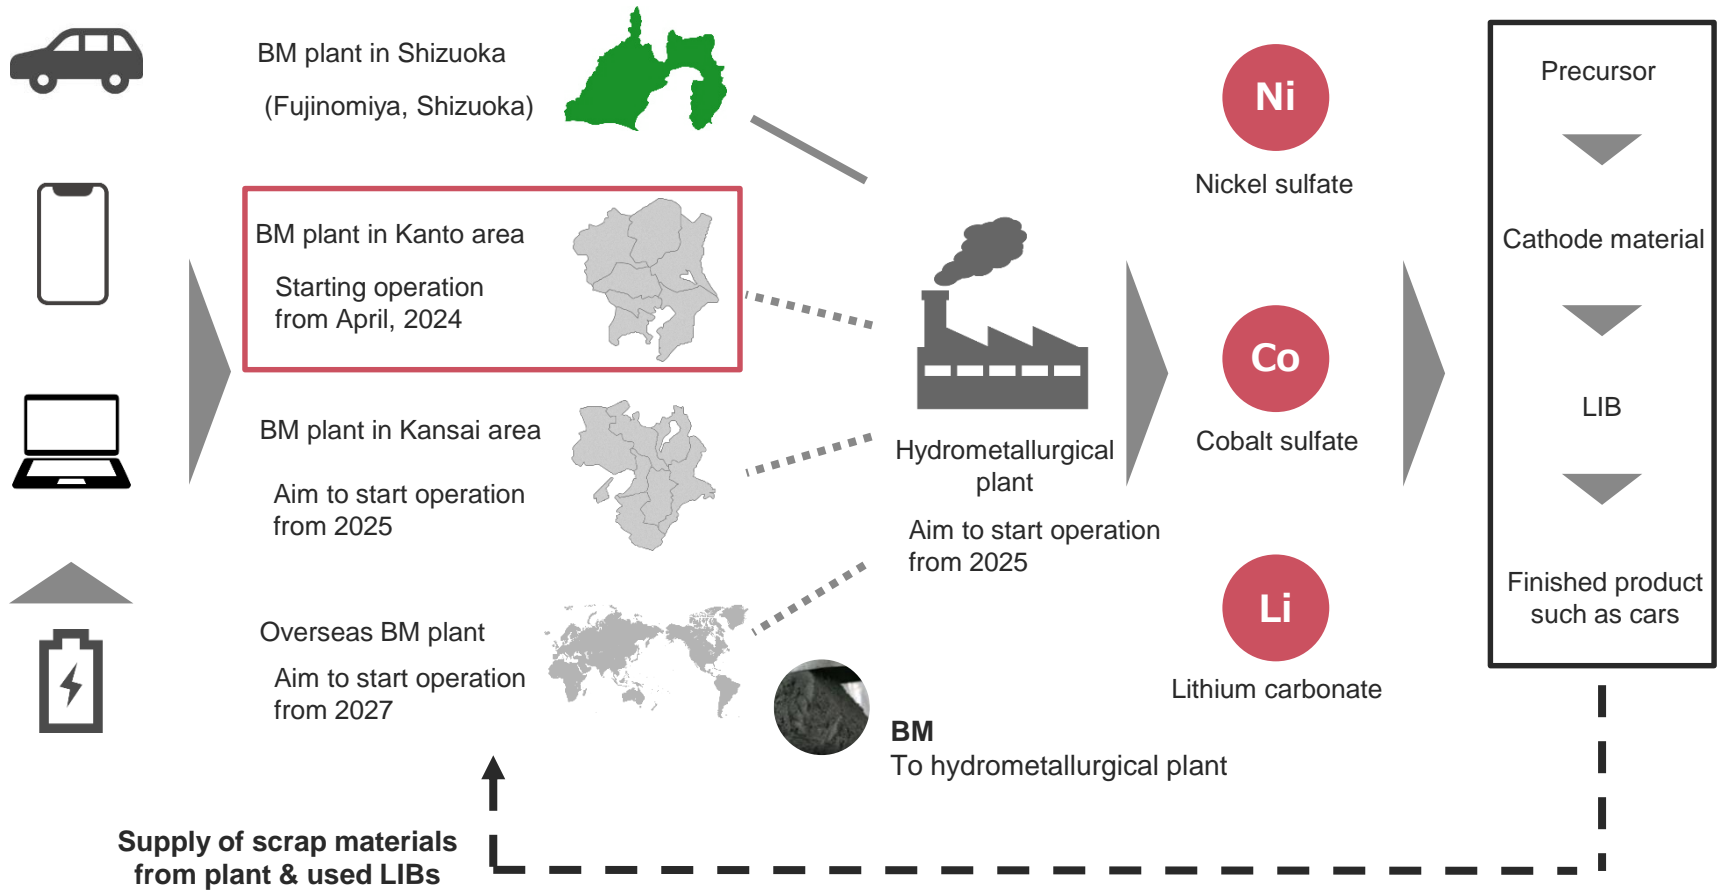 BM plant in Shizuoka
(Fujinomiya, Shizuoka)
BM plant in Kanto area
Starting operation
from April, 2024
BM plant in Kansai area
Aim to start operation
from 2025
Overseas BM plant
Aim to start operation
from 2027
Hydrometallurgical
plant
Aim to start operation
from 2025
BM
To hydrometallurgical plant
Ni
Nickel sulfate
Co
Cobalt sulfate
Li
Lithium carbonate
Precursor
Cathode material
LIB
Finished product
such as cars
Supply of scrap materials
from plant & used LIBs